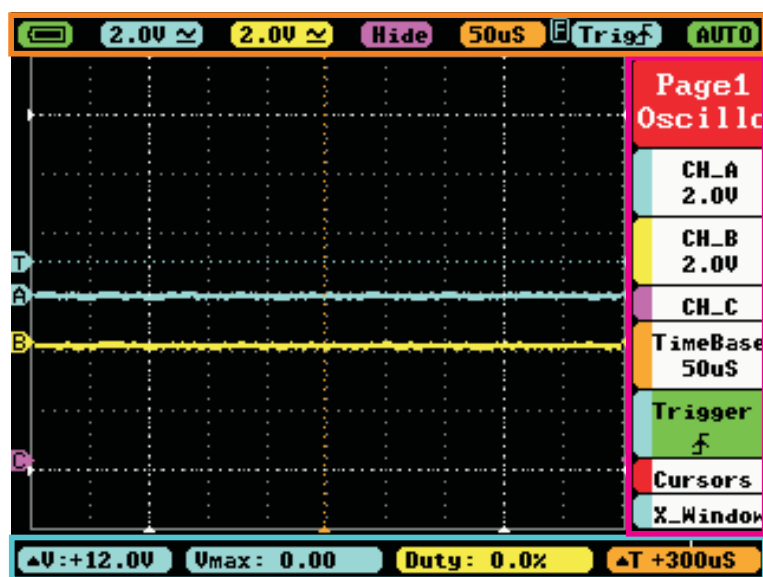 2.0V ≃ 2.0V ≃ Hide 50uS F Trig AUTO
Page1
Oscillo
CH_A
2.0V
CH_B
2.0V
CH_C
TimeBase
50uS
Trigger
Cursors
X_Window
T
A
B
C
▲V:+12.0V Vmax: 0.00 Duty: 0.0% ▲T +300uS